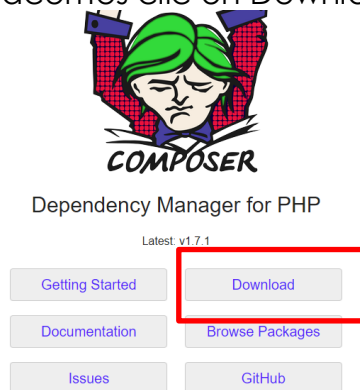 COMPOSER
Dependency Manager for PHP
Latest: v1.7.1
Getting Started
Download
Documentation
Browse Packages
Issues
GitHub